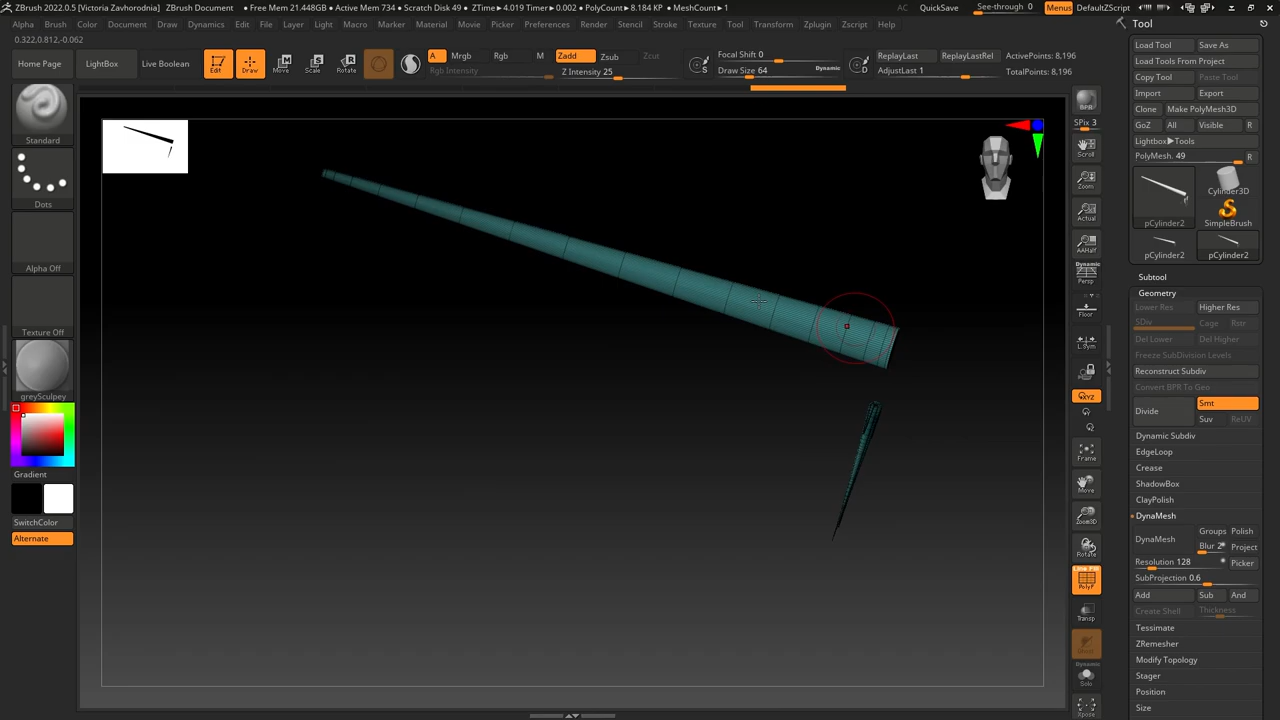 ZBrush 2022.0.5 [Victoria Zavhorodnia]   ZBrush Document   • Free Mem 21.448GB • Active Mem 734 • Scratch Disk 49 • ZTime▸4.019 Timer▸0.002 • PolyCount▸8.184 KP • MeshCount▸1   AC   QuickSave   See-through 0   Menus   DefaultZScript
Alpha Brush Color Document Draw Dynamics Edit File Layer Light Macro Marker Material Movie Picker Preferences Render Stencil Stroke Texture Tool Transform Zplugin Zscript Help
0.322,0.812,-0.062
Home Page LightBox Live Boolean
Edit Draw Move Scale Rotate
A Mrgb Rgb M Zadd Zsub Zcut
Rgb Intensity Z Intensity 25
Focal Shift 0
Draw Size 64 Dynamic
S D
ReplayLast ReplayLastRel ActivePoints: 8,196
AdjustLast 1 TotalPoints: 8,196
Standard
Dots
Alpha Off
Texture Off
greySculpey
Gradient
SwitchColor
Alternate
BPR
SPix 3
Scroll
Zoom
Actual
AAHalf
Dynamic
Persp
Floor
L.Sym
XYZ
Frame
Move
Zoom3D
Rotate
Line Fill
PolyF
Transp
Ghost
Dynamic
Solo
Xpose
Tool
Load Tool Save As
Load Tools From Project
Copy Tool Paste Tool
Import Export
Clone Make PolyMesh3D
GoZ All Visible R
Lightbox▶Tools
PolyMesh. 49 R
Cylinder3D
pCylinder2 SimpleBrush
pCylinder2 pCylinder2
Subtool
Geometry
Lower Res Higher Res
SDiv Cage Rstr
Del Lower Del Higher
Freeze SubDivision Levels
Reconstruct Subdiv
Convert BPR To Geo
Divide Smt
Suv ReUV
Dynamic Subdiv
EdgeLoop
Crease
ShadowBox
ClayPolish
DynaMesh
DynaMesh Groups Polish
Blur 2 Project
Resolution 128 Picker
SubProjection 0.6
Add Sub And
Create Shell Thickness
Tessimate
ZRemesher
Modify Topology
Stager
Position
Size